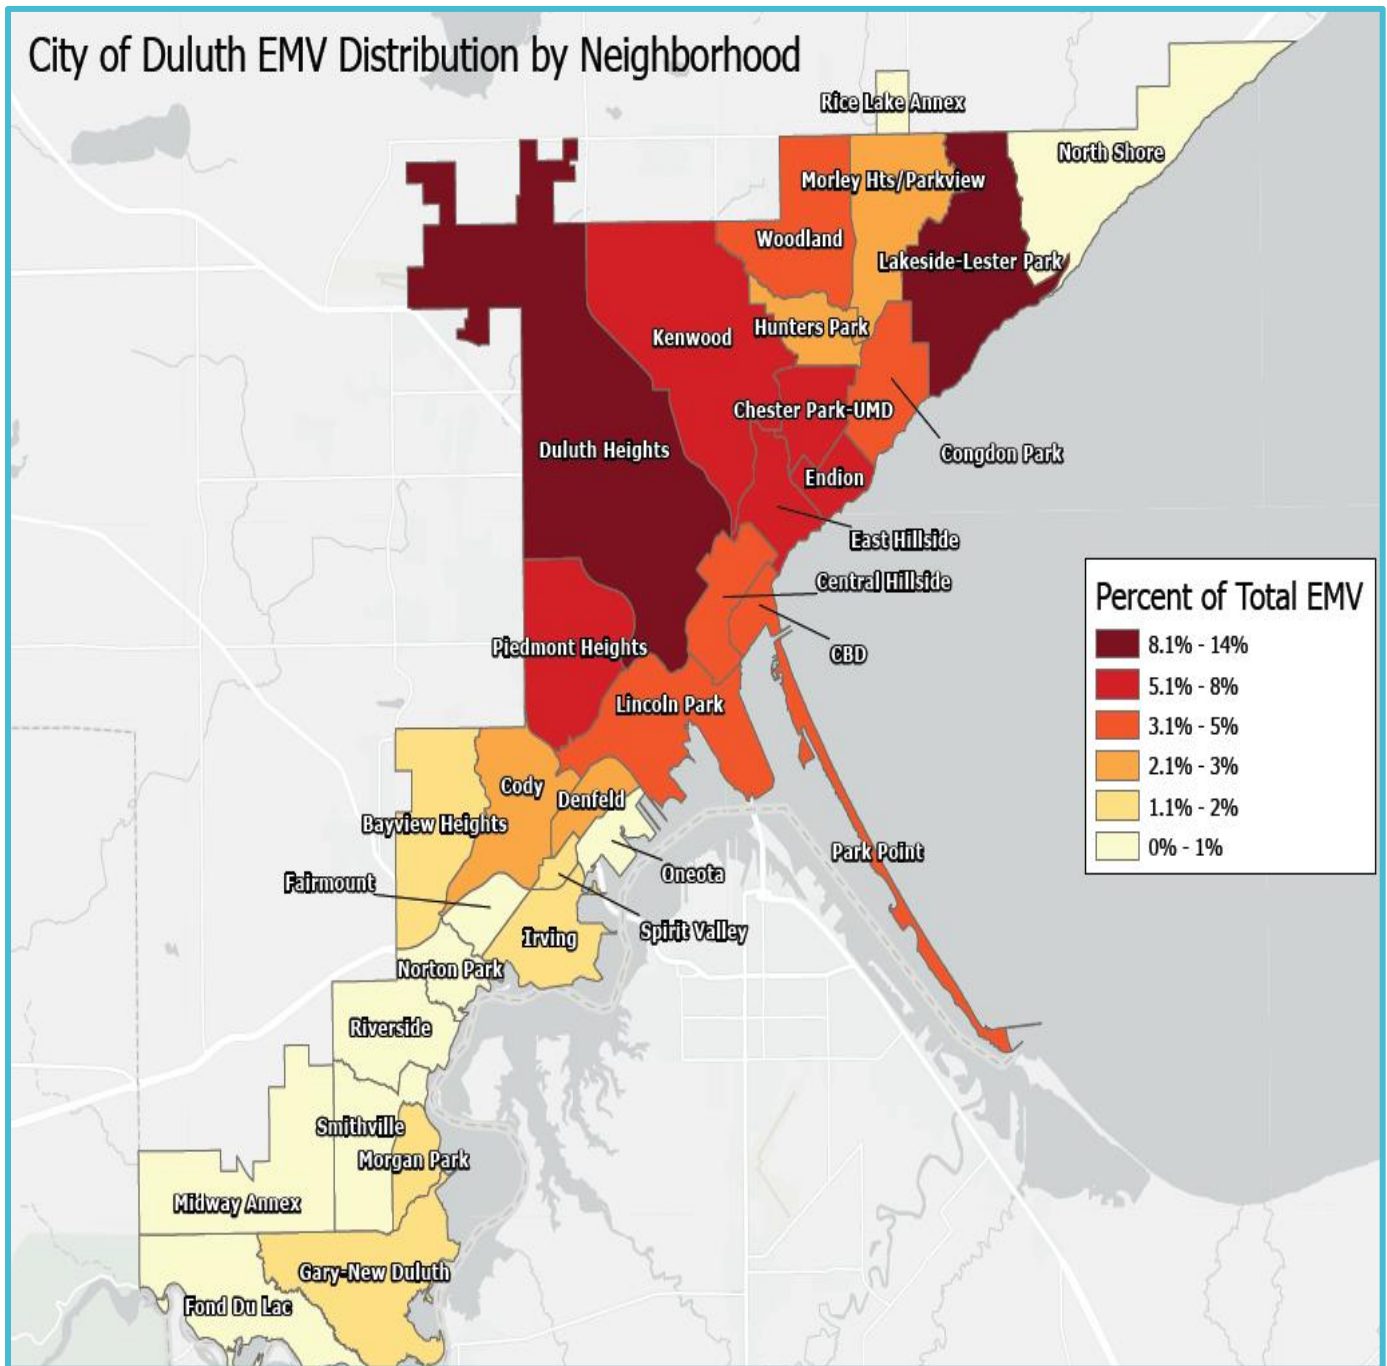 City of Duluth EMV Distribution by Neighborhood
Rice Lake Annex
North Shore
Morley Hts/Parkview
Woodland
Lakeside-Lester Park
Hunters Park
Kenwood
Chester Park-UMD
Duluth Heights
Congdon Park
Endion
East Hillside
Central Hillside
Piedmont Heights
CBD
Lincoln Park
Cody
Denfeld
Bayview Heights
Park Point
Oneota
Fairmount
Spirit Valley
Irving
Norton Park
Riverside
Smithville
Morgan Park
Midway Annex
Gary-New Duluth
Fond Du Lac
Percent of Total EMV
8.1% - 14%
5.1% - 8%
3.1% - 5%
2.1% - 3%
1.1% - 2%
0% - 1%